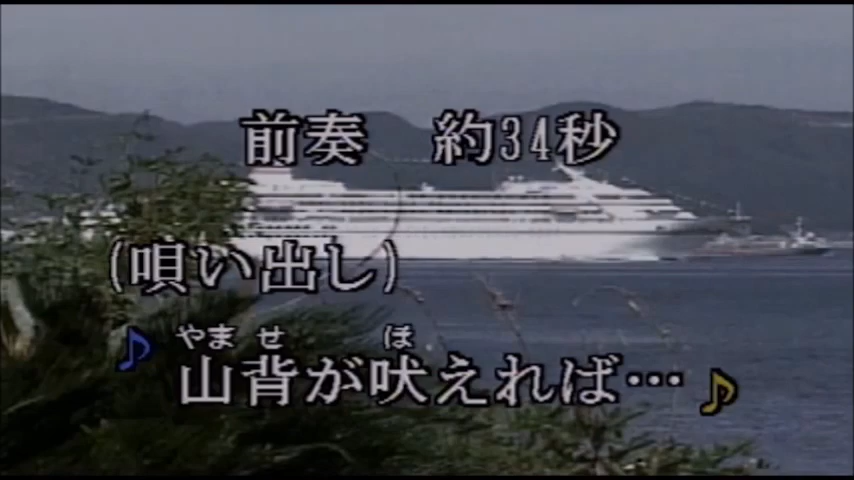 前奏　約34秒
(唄い出し)
やませ　ほ
♪ 山背が吠えれば… ♪